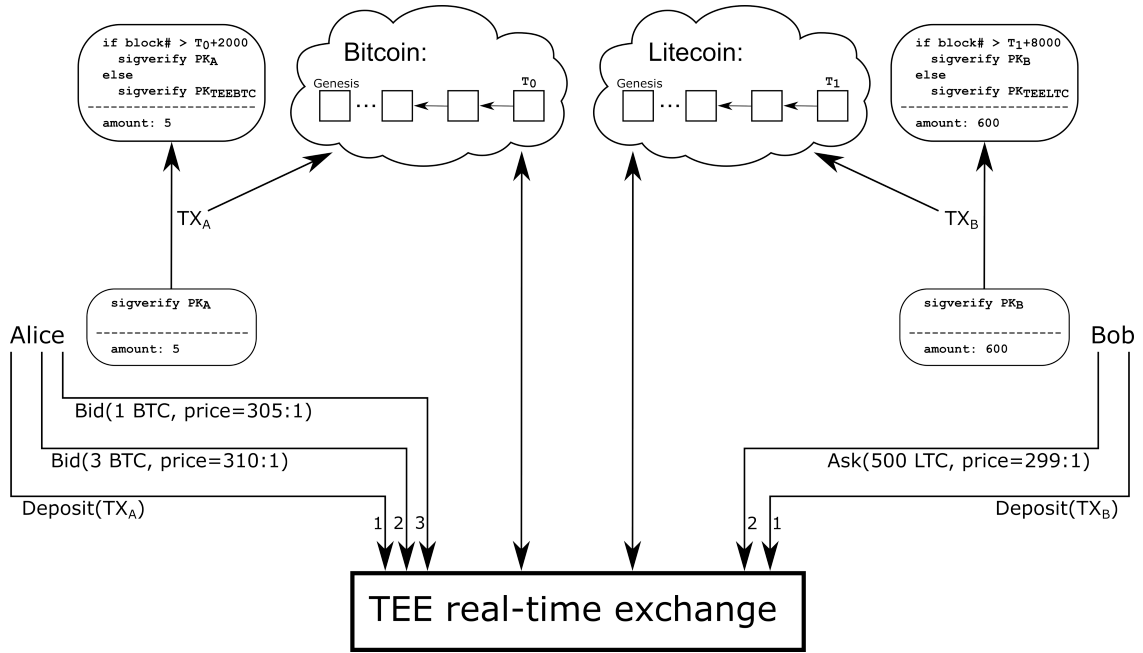 if block# > T0+2000
sigverify PKA
else
sigverify PKTEEBTC
amount: 5
Bitcoin:
Genesis
...
T0
Litecoin:
Genesis
...
T1
if block# > T1+8000
sigverify PKB
else
sigverify PKTEELTC
amount: 600
TXA
TXB
sigverify PKA
amount: 5
sigverify PKB
amount: 600
Alice
Bob
Bid(1 BTC, price=305:1)
Bid(3 BTC, price=310:1)
Deposit(TXA)
Ask(500 LTC, price=299:1)
Deposit(TXB)
1 2 3
2 1
TEE real-time exchange